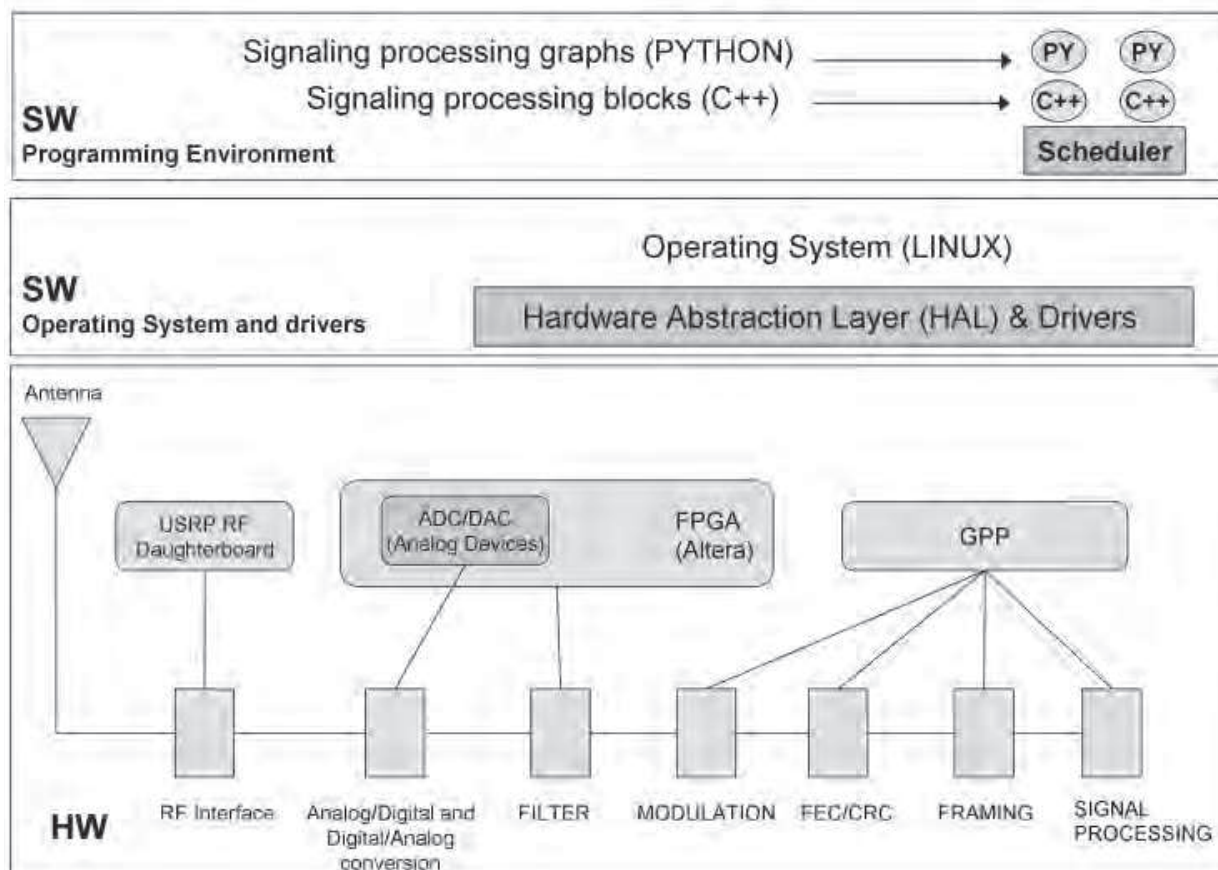 Signaling processing graphs (PYTHON)
PY PY
Signaling processing blocks (C++)
C++ C++
SW
Programming Environment
Scheduler
Operating System (LINUX)
SW
Operating System and drivers
Hardware Abstraction Layer (HAL) & Drivers
Antenna
USRP RF
Daughterboard
ADC/DAC
(Analog Devices)
FPGA
(Altera)
GPP
RF Interface
Analog/Digital and
Digital/Analog
conversion
FILTER
MODULATION
FEC/CRC
FRAMING
SIGNAL
PROCESSING
HW